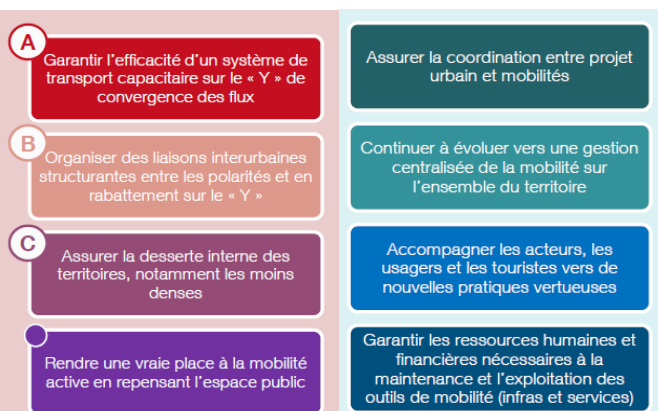 A
Garantir l'efficacité d'un système de
transport capacitaire sur le « Y » de
convergence des flux
B
Organiser des liaisons interurbaines
structurantes entre les polarités et en
rabattement sur le « Y »
C
Assurer la desserte interne des
territoires, notamment les moins
denses
Rendre une vraie place à la mobilité
active en repensant l'espace public
Assurer la coordination entre projet
urbain et mobilités
Continuer à évoluer vers une gestion
centralisée de la mobilité sur
l'ensemble du territoire
Accompagner les acteurs, les
usagers et les touristes vers de
nouvelles pratiques vertueuses
Garantir les ressources humaines et
financières nécessaires à la
maintenance et l'exploitation des
outils de mobilité (infras et services)